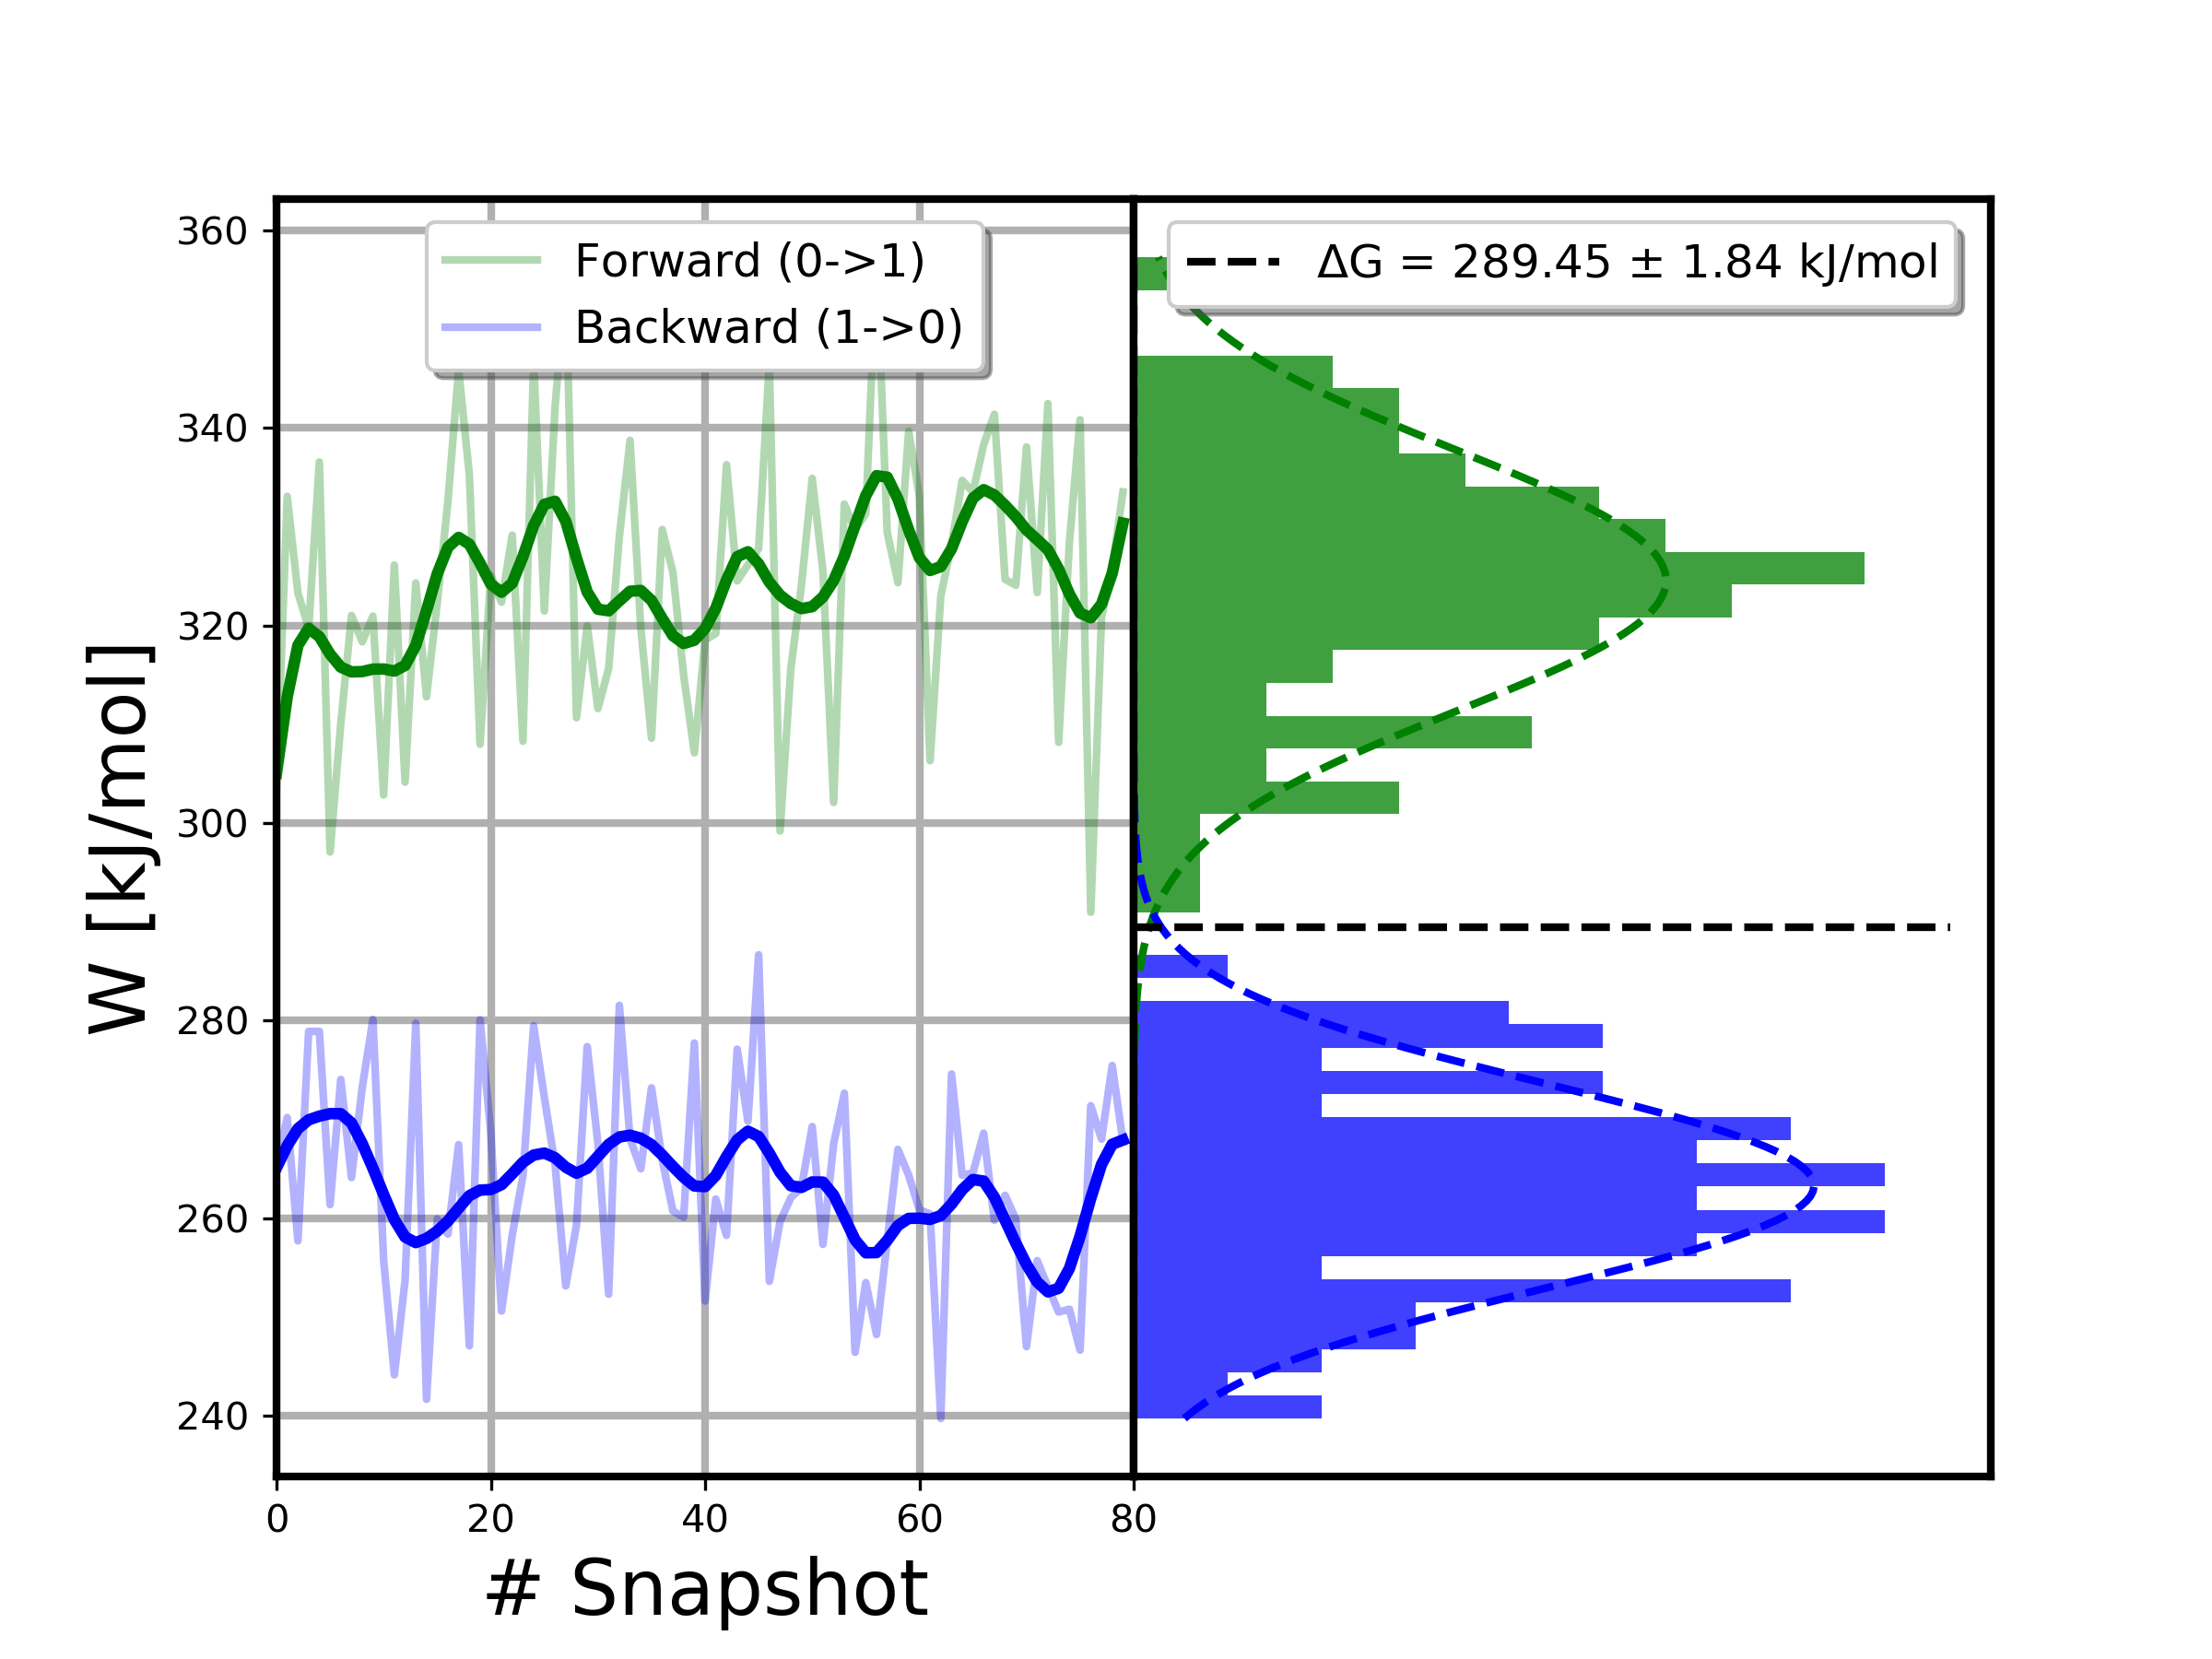 360
340
320
300
280
260
240
W [kJ/mol]
Forward (0->1)
Backward (1->0)
ΔG = 289.45 ± 1.84 kJ/mol
0 20 40 60 80
# Snapshot